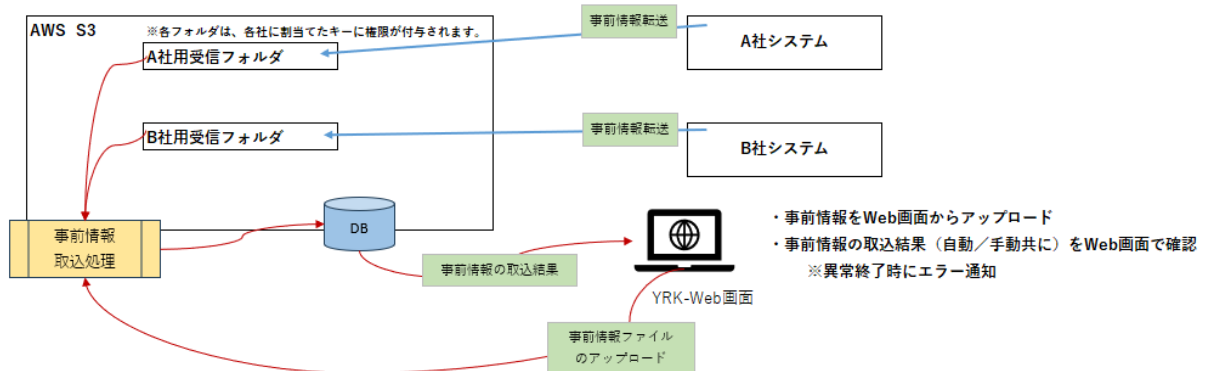 AWS S3
※各フォルダは、各社に割当てたキーに権限が付与されます。
事前情報転送
A社用受信フォルダ
A社システム
事前情報転送
B社用受信フォルダ
B社システム
事前情報
取込処理
DB
事前情報の取込結果
YRK-Web画面
・事前情報をWeb画面からアップロード
・事前情報の取込結果（自動／手動共に）をWeb画面で確認
※異常終了時にエラー通知
事前情報ファイル
のアップロード